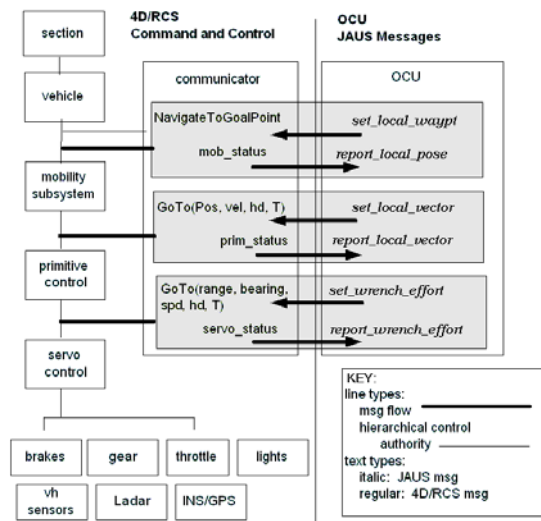 4D/RCS
Command and Control
OCU
JAUS Messages
section
vehicle
mobility
subsystem
primitive
control
servo
control
communicator
OCU
NavigateToGoalPoint
set_local_waypt
mob_status
report_local_pose
GoTo(Pos, vel, hd, T)
set_local_vector
prim_status
report_local_vector
GoTo(range, bearing,
spd, hd, T)
set_wrench_effort
servo_status
report_wrench_effort
brakes
gear
throttle
lights
vh
sensors
Ladar
INS/GPS
KEY:
line types:
msg flow
hierarchical control
authority
text types:
italic: JAUS msg
regular: 4D/RCS msg